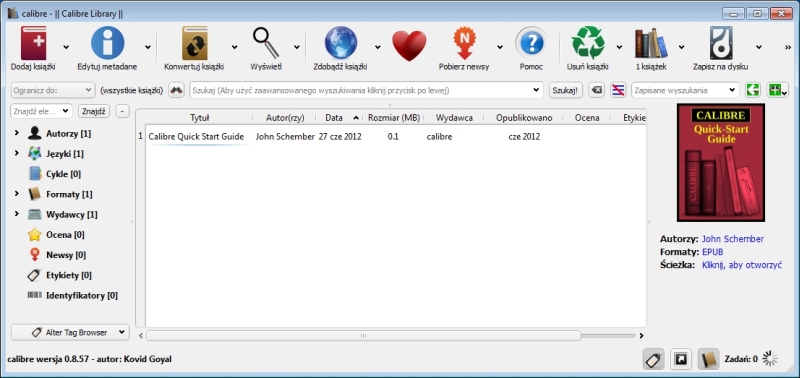 calibre - || Calibre Library ||
Dodaj książki
Edytuj metadane
Konwertuj książki
Wyświetl
Zdobądź książki
Pobierz newsy
Pomoc
Usuń książki
1 książek
Zapisz na dysku
»
Ogranicz do:
(wszystkie książki)
Szukaj (Aby użyć zaawansowanego wyszukiwania kliknij przycisk po lewej)
Szukaj!
Zapisane wyszukiwania
Znajdź ele...
Znajdź
-
Autorzy [1]
Języki [1]
Cykle [0]
Formaty [1]
Wydawcy [1]
Ocena [0]
Newsy [0]
Etykiety [0]
Identyfikatory [0]
Alter Tag Browser
Tytuł Autor(rzy) Data Rozmiar (MB) Wydawca Opublikowano Ocena Etykie
1 Calibre Quick Start Guide John Schember 27 cze 2012 0.1 calibre cze 2012
CALIBRE
Quick-Start
Guide
Autorzy: John Schember
Formaty: EPUB
Ścieżka: Kliknij, aby otworzyć
calibre wersja 0.8.57 - autor: Kovid Goyal
Zadań: 0